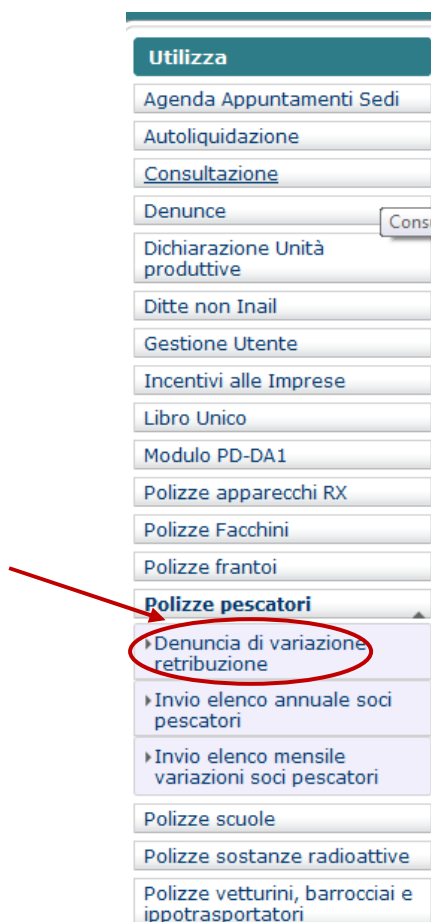 Utilizza
Agenda Appuntamenti Sedi
Autoliquidazione
Consultazione
Denunce
Dichiarazione Unità
produttive
Ditte non Inail
Gestione Utente
Incentivi alle Imprese
Libro Unico
Modulo PD-DA1
Polizze apparecchi RX
Polizze Facchini
Polizze frantoi
Polizze pescatori
Denuncia di variazione
retribuzione
Invio elenco annuale soci
pescatori
Invio elenco mensile
variazioni soci pescatori
Polizze scuole
Polizze sostanze radioattive
Polizze vetturini, barrocciai e
ippotrasportatori